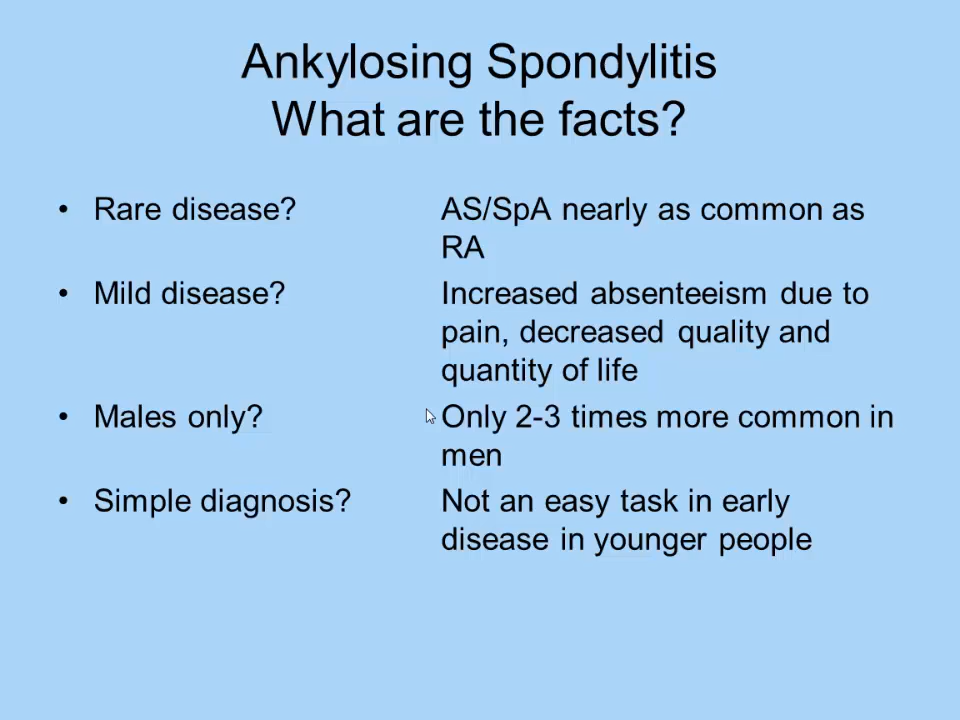 Ankylosing Spondylitis
What are the facts?
• Rare disease? AS/SpA nearly as common as
RA
• Mild disease? Increased absenteeism due to
pain, decreased quality and
quantity of life
• Males only? Only 2-3 times more common in
men
• Simple diagnosis? Not an easy task in early
disease in younger people